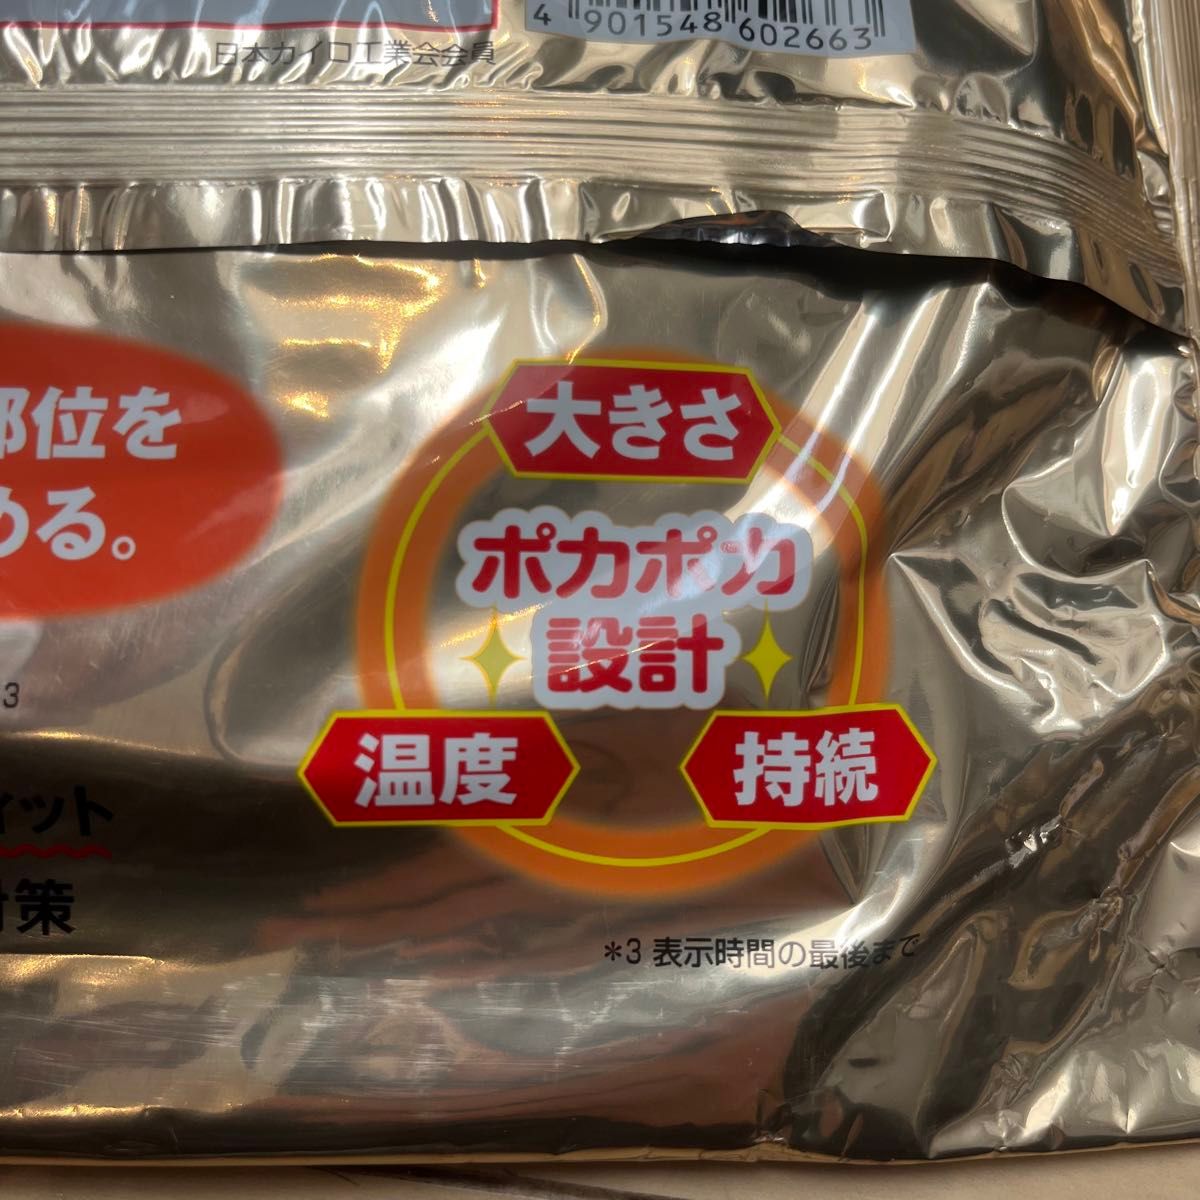 4 901548 602663
日本カイロ工業会会員
部位を
める。
大きさ
ポカポカ
設計
温度
持続
3
ィット
対策
*3 表示時間の最後まで